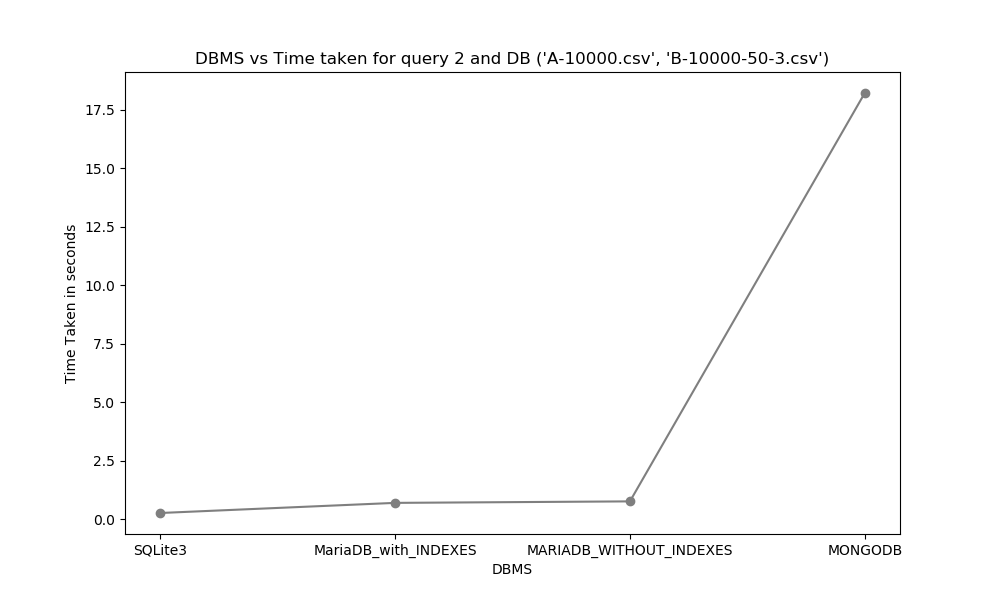 DBMS vs Time taken for query 2 and DB ('A-10000.csv', 'B-10000-50-3.csv')
Time Taken in seconds
17.5
15.0
12.5
10.0
7.5
5.0
2.5
0.0
SQLite3 MariaDB_with_INDEXES MARIADB_WITHOUT_INDEXES MONGODB
DBMS